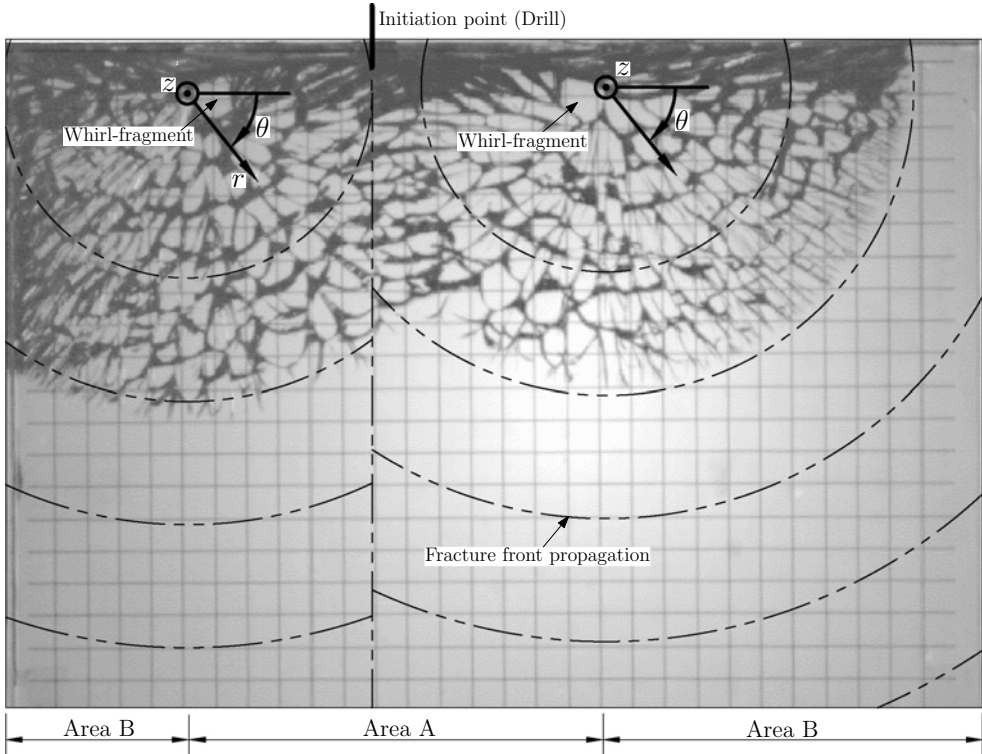 Initiation point (Drill)
z
z
Whirl-fragment
θ
Whirl-fragment
θ
r
Fracture front propagation
Area B
Area A
Area B